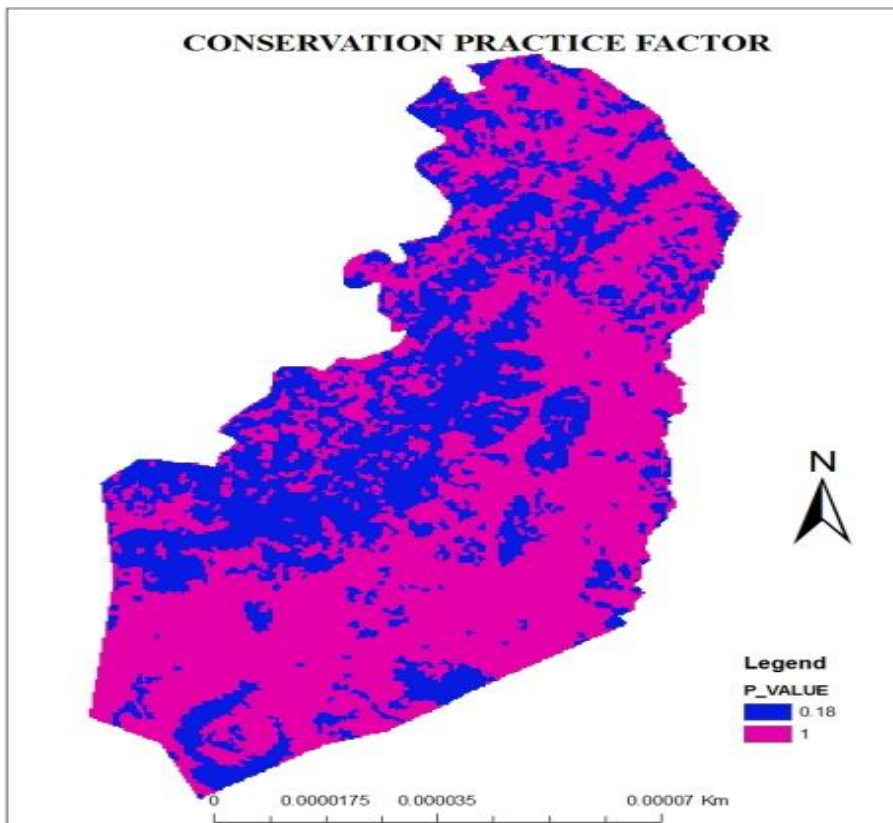 CONSERVATION PRACTICE FACTOR
N
Legend
P_VALUE
0.18
1
0 0.0000175 0.000035 0.00007 Km